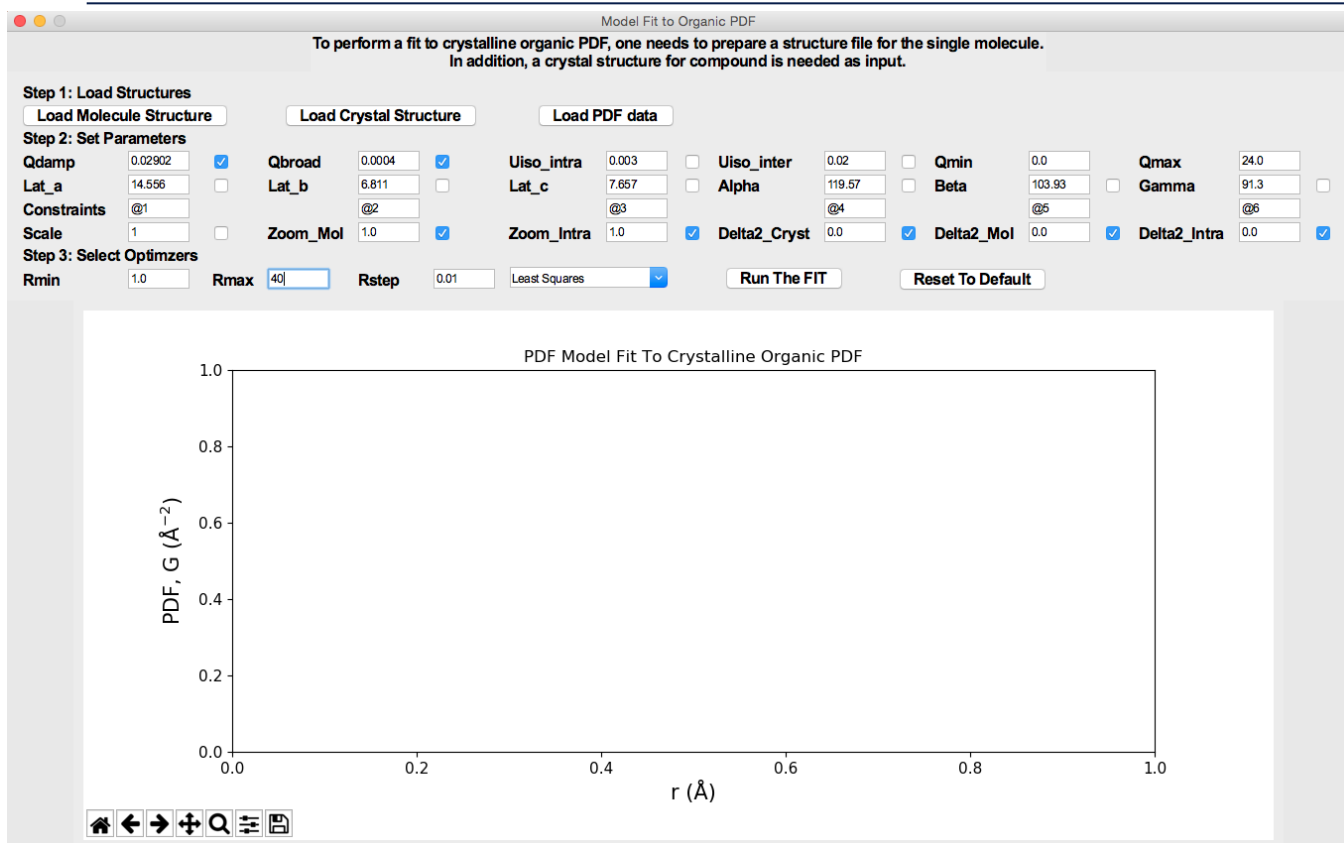 Model Fit to Organic PDF
To perform a fit to crystalline organic PDF, one needs to prepare a structure file for the single molecule.
In addition, a crystal structure for compound is needed as input.
Step 1: Load Structures
Load Molecule Structure Load Crystal Structure Load PDF data
Step 2: Set Parameters
Qdamp 0.02902 Qbroad 0.0004 Uiso_intra 0.003 Uiso_inter 0.02 Qmin 0.0 Qmax 24.0
Lat_a 14.556 Lat_b 6.811 Lat_c 7.657 Alpha 119.57 Beta 103.93 Gamma 91.3
Constraints @1 @2 @3 @4 @5 @6
Scale 1 Zoom_Mol 1.0 Zoom_Intra 1.0 Delta2_Cryst 0.0 Delta2_Mol 0.0 Delta2_Intra 0.0
Step 3: Select Optimzers
Rmin 1.0 Rmax 40 Rstep 0.01 Least Squares Run The FIT Reset To Default
PDF Model Fit To Crystalline Organic PDF
1.0
0.8
0.6
0.4
0.2
0.0
PDF, G (Å⁻²)
0.0 0.2 0.4 0.6 0.8 1.0
r (Å)